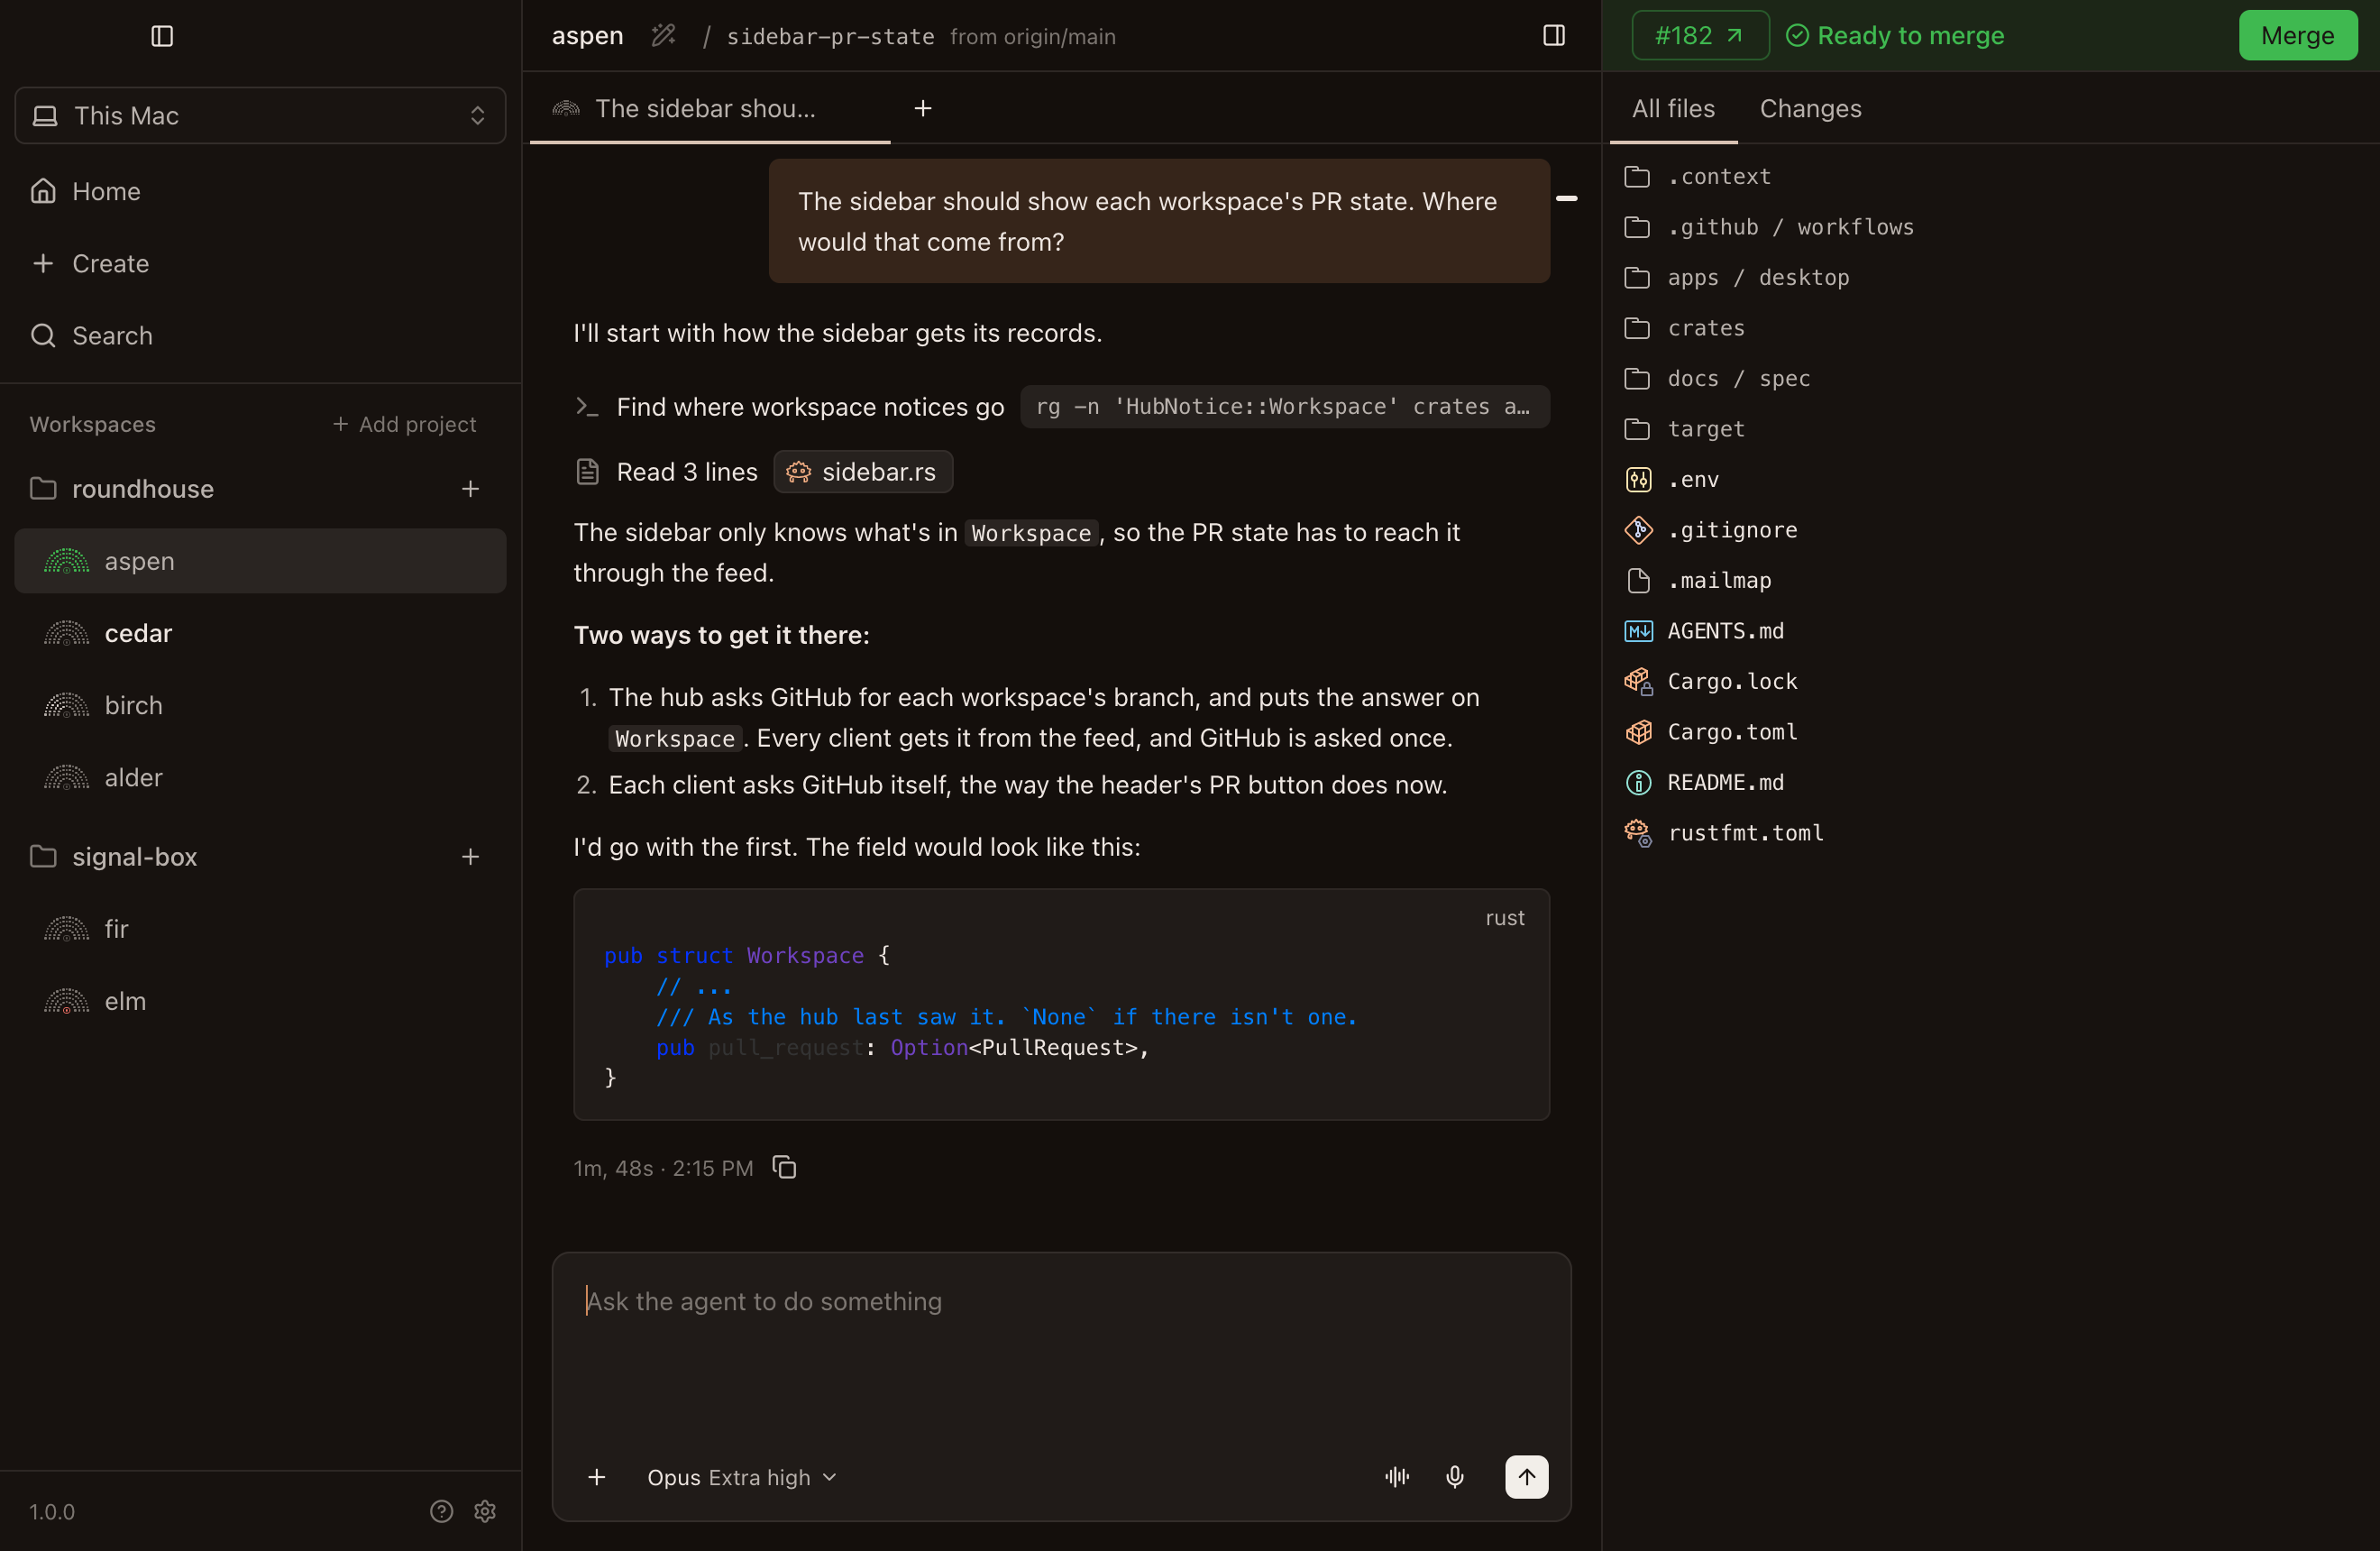 This Mac
Home
Create
Search
Workspaces
+ Add project
roundhouse
aspen
cedar
birch
alder
signal-box
fir
elm
1.0.0
aspen / sidebar-pr-state from origin/main
The sidebar shou...
The sidebar should show each workspace's PR state. Where
would that come from?
I'll start with how the sidebar gets its records.
Find where workspace notices go rg -n 'HubNotice::Workspace' crates a…
Read 3 lines sidebar.rs
The sidebar only knows what's in Workspace, so the PR state has to reach it
through the feed.
Two ways to get it there:
1. The hub asks GitHub for each workspace's branch, and puts the answer on
Workspace. Every client gets it from the feed, and GitHub is asked once.
2. Each client asks GitHub itself, the way the header's PR button does now.
I'd go with the first. The field would look like this:
rust
pub struct Workspace {
    // ...
    /// As the hub last saw it. `None` if there isn't one.
    pub pull_request: Option<PullRequest>,
}
1m, 48s · 2:15 PM
Ask the agent to do something
Opus Extra high
#182 Ready to merge
Merge
All files Changes
.context
.github / workflows
apps / desktop
crates
docs / spec
target
.env
.gitignore
.mailmap
AGENTS.md
Cargo.lock
Cargo.toml
README.md
rustfmt.toml